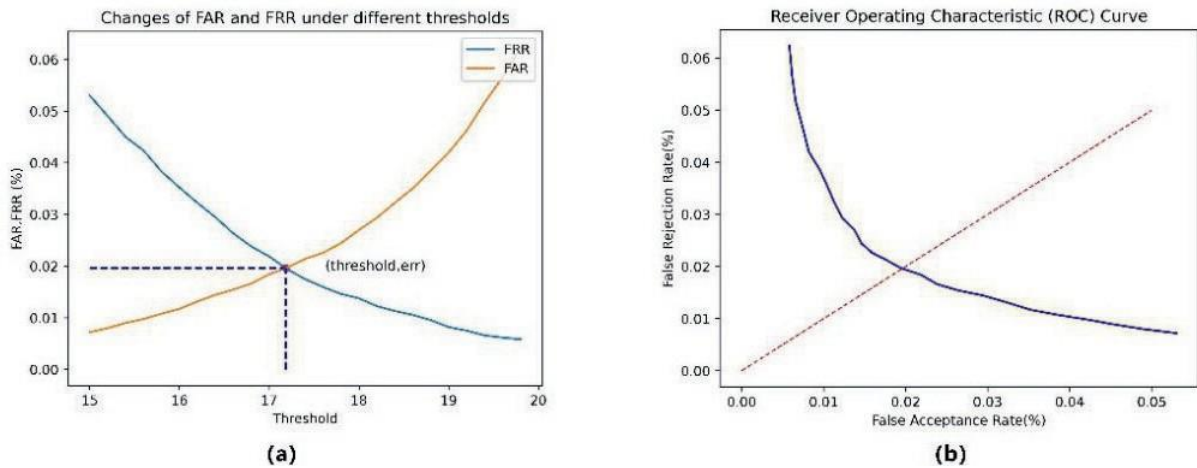 Changes of FAR and FRR under different thresholds
FRR
FAR
0.06
0.05
0.04
0.03
0.02
0.01
0.00
FAR.FRR (%)
(threshold.err)
15 16 17 18 19 20
Threshold
(a)
Receiver Operating Characteristic (ROC) Curve
0.06
0.05
0.04
0.03
0.02
0.01
0.00
False Rejection Rate(%)
0.00 0.01 0.02 0.03 0.04 0.05
False Acceptance Rate(%)
(b)